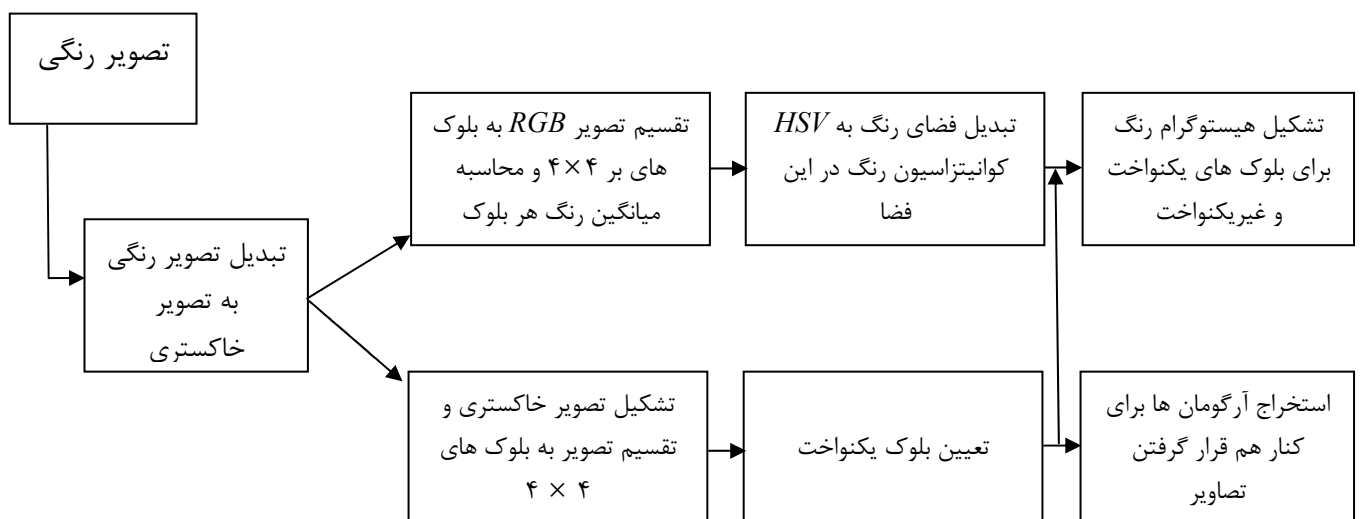 تصویر رنگی
تبدیل تصویر رنگی
به تصویر
خاکستری
تقسیم تصویر RGB به بلوک
های بر ۴×۴ و محاسبه
میانگین رنگ هر بلوک
تبدیل فضای رنگ به HSV
کوانیتزاسیون رنگ در این
فضا
تشکیل هیستوگرام رنگ
برای بلوک های یکنواخت
و غیریکنواخت
تشکیل تصویر خاکستری و
تقسیم تصویر به بلوک های
۴ × ۴
تعیین بلوک یکنواخت
استخراج آرگومان ها برای
کنار هم قرار گرفتن
تصاویر